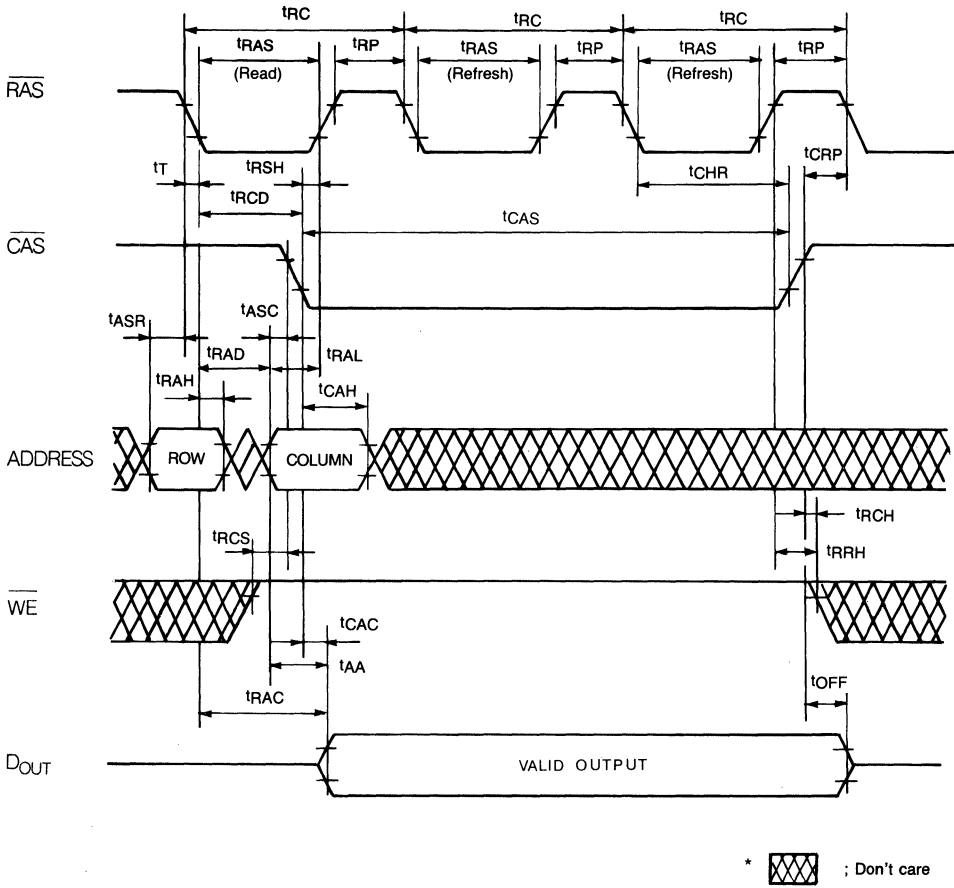 tRC tRC tRC
tRAS tRP tRAS tRP tRAS tRP
(Read) (Refresh) (Refresh)
RAS
tT tRSH tCHR tCRP
tRCD
tCAS
CAS
tASR tASC
tRAD tRAL
tRAH tCAH
ADDRESS ROW COLUMN
tRCH
tRCS tRRH
WE
tCAC
tAA
tRAC tOFF
DOUT VALID OUTPUT
* ; Don't care